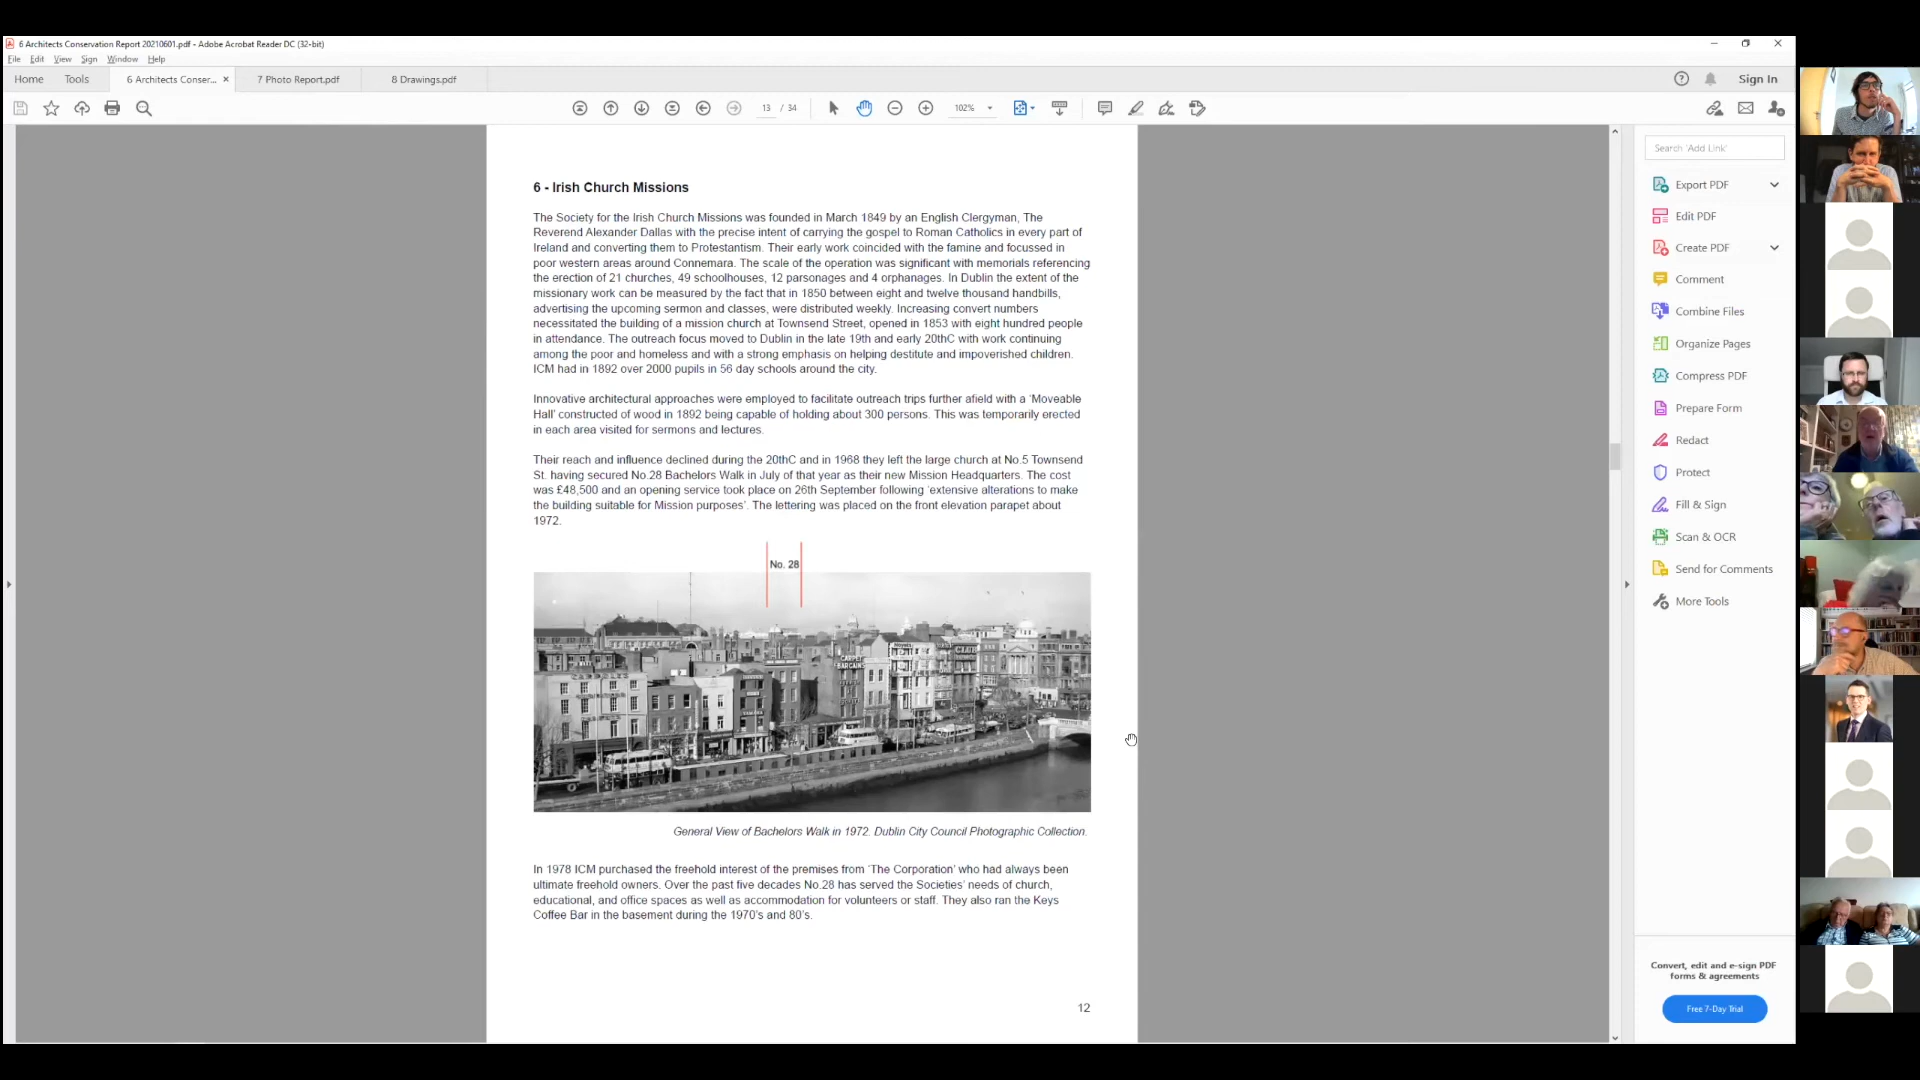 6 Architects Conservation Report 20210601.pdf - Adobe Acrobat Reader DC (32-bit)
File Edit View Sign Window Help
Home Tools 6 Architects Conser... × 7 Photo Report.pdf 8 Drawings.pdf Sign In
13 / 34 102%
6 - Irish Church Missions
The Society for the Irish Church Missions was founded in March 1849 by an English Clergyman, The
Reverend Alexander Dallas with the precise intent of carrying the gospel to Roman Catholics in every part of
Ireland and converting them to Protestantism. Their early work coincided with the famine and focussed in
poor western areas around Connemara. The scale of the operation was significant with memorials referencing
the erection of 21 churches, 49 schoolhouses, 12 parsonages and 4 orphanages. In Dublin the extent of the
missionary work can be measured by the fact that in 1850 between eight and twelve thousand handbills,
advertising the upcoming sermon and classes, were distributed weekly. Increasing convert numbers
necessitated the building of a mission church at Townsend Street, opened in 1853 with eight hundred people
in attendance. The outreach focus moved to Dublin in the late 19th and early 20thC with work continuing
among the poor and homeless and with a strong emphasis on helping destitute and impoverished children.
ICM had in 1892 over 2000 pupils in 56 day schools around the city.
Innovative architectural approaches were employed to facilitate outreach trips further afield with a 'Moveable
Hall' constructed of wood in 1892 being capable of holding about 300 persons. This was temporarily erected
in each area visited for sermons and lectures.
Their reach and influence declined during the 20thC and in 1968 they left the large church at No.5 Townsend
St. having secured No.28 Bachelors Walk in July of that year as their new Mission Headquarters. The cost
was £48,500 and an opening service took place on 26th September following 'extensive alterations to make
the building suitable for Mission purposes'. The lettering was placed on the front elevation parapet about
1972.
No. 28
CARPET
BARGAINS
General View of Bachelors Walk in 1972. Dublin City Council Photographic Collection.
In 1978 ICM purchased the freehold interest of the premises from 'The Corporation' who had always been
ultimate freehold owners. Over the past five decades No.28 has served the Societies' needs of church,
educational, and office spaces as well as accommodation for volunteers or staff. They also ran the Keys
Coffee Bar in the basement during the 1970's and 80's.
12
Search 'Add Link'
Export PDF
Edit PDF
Create PDF
Comment
Combine Files
Organize Pages
Compress PDF
Prepare Form
Redact
Protect
Fill & Sign
Scan & OCR
Send for Comments
More Tools
Convert, edit and e-sign PDF
forms & agreements
Free 7-Day Trial